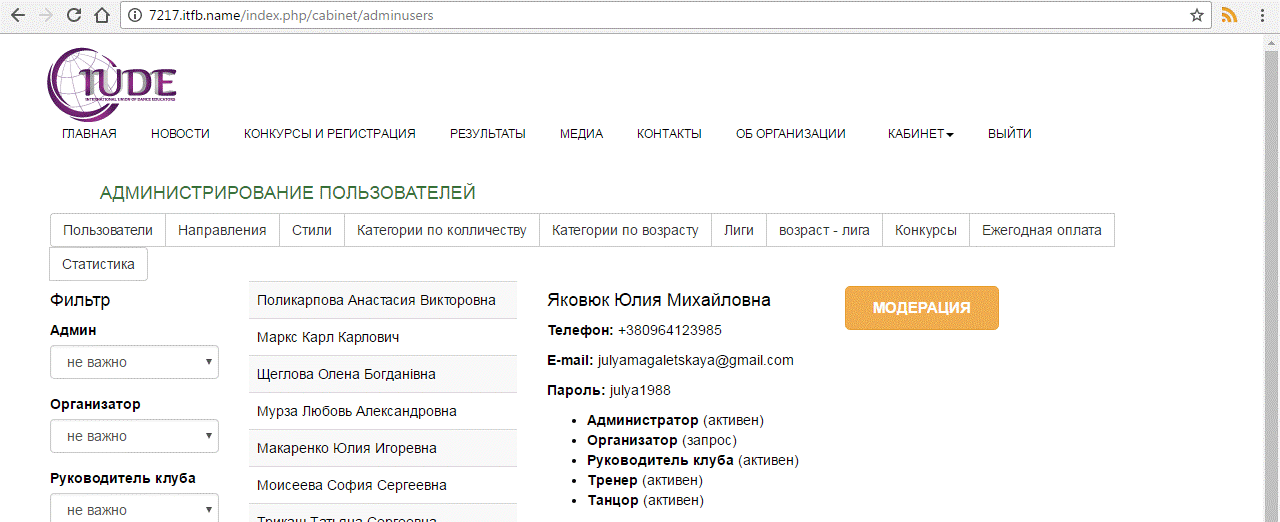 7217.itfb.name/index.php/cabinet/adminusers
IUDE
INTERNATIONAL UNION OF DANCE EDUCATORS
ГЛАВНАЯ НОВОСТИ КОНКУРСЫ И РЕГИСТРАЦИЯ РЕЗУЛЬТАТЫ МЕДИА КОНТАКТЫ ОБ ОРГАНИЗАЦИИ КАБИНЕТ ВЫЙТИ
АДМИНИСТРИРОВАНИЕ ПОЛЬЗОВАТЕЛЕЙ
Пользователи Направления Стили Категории по колличеству Категории по возрасту Лиги возраст - лига Конкурсы Ежегодная оплата
Статистика
Фильтр
Админ
не важно
Организатор
не важно
Руководитель клуба
не важно
Поликарпова Анастасия Викторовна
Маркс Карл Карлович
Щеглова Олена Богданівна
Мурза Любовь Александровна
Макаренко Юлия Игоревна
Моисеева София Сергеевна
Трикаш Татьяна Сергеевна
Яковюк Юлия Михайловна
Телефон: +380964123985
E-mail: julyamagaletskaya@gmail.com
Пароль: julya1988
Администратор (активен)
Организатор (запрос)
Руководитель клуба (активен)
Тренер (активен)
Танцор (активен)
МОДЕРАЦИЯ